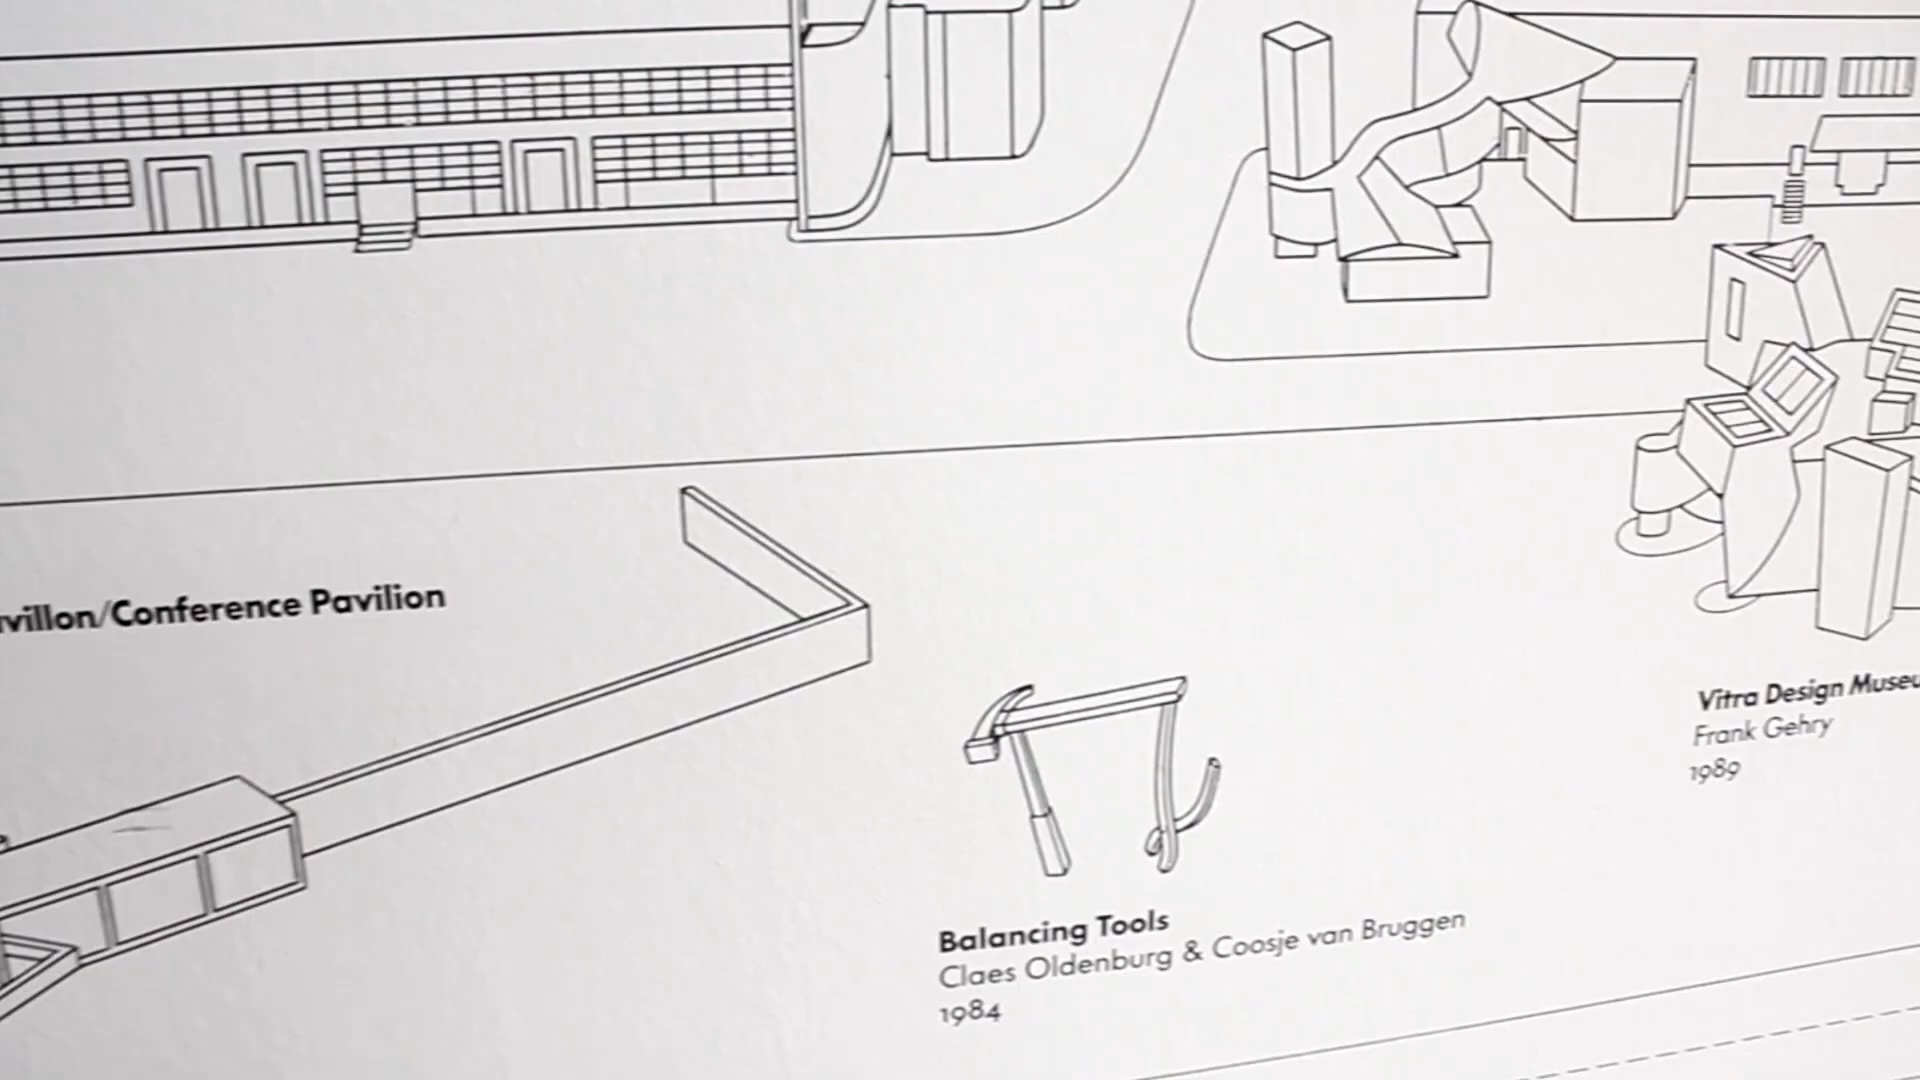 villon/Conference Pavilion
Balancing Tools
Claes Oldenburg & Coosje van Bruggen
1984
Vitra Design Museu
Frank Gehry
1989